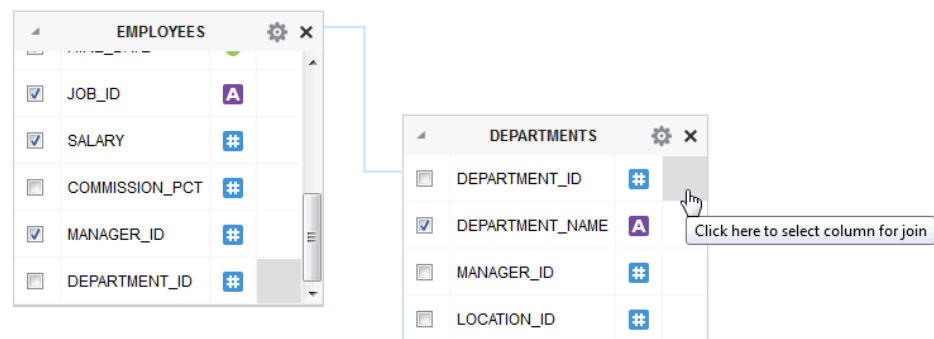 EMPLOYEES
JOB_ID A
SALARY #
COMMISSION_PCT #
MANAGER_ID #
DEPARTMENT_ID #
DEPARTMENTS
DEPARTMENT_ID #
DEPARTMENT_NAME A
MANAGER_ID #
LOCATION_ID #
Click here to select column for join